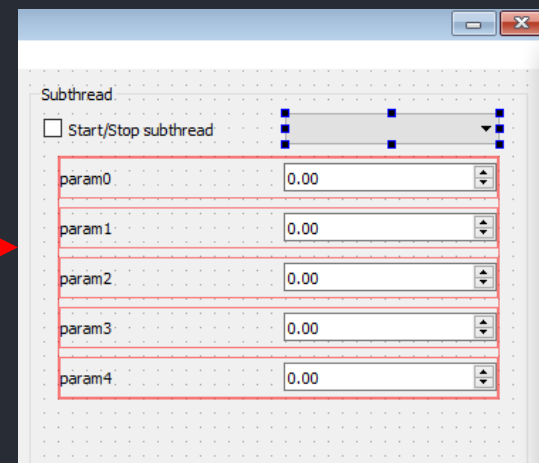 Subthread
Start/Stop subthread
param0 0.00
param1 0.00
param2 0.00
param3 0.00
param4 0.00